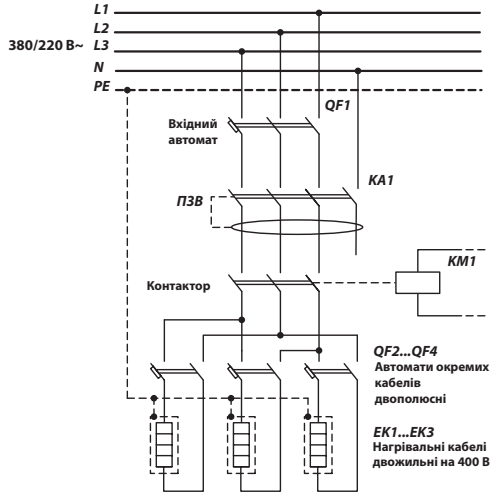 L1
L2
380/220 В~ L3
N
PE
QF1
Вхідний
автомат
KA1
ПЗВ
KM1
Контактор
QF2...QF4
Автомати окремих
кабелів
двополюсні
EK1...EK3
Нагрівальні кабелі
двожильні на 400 В